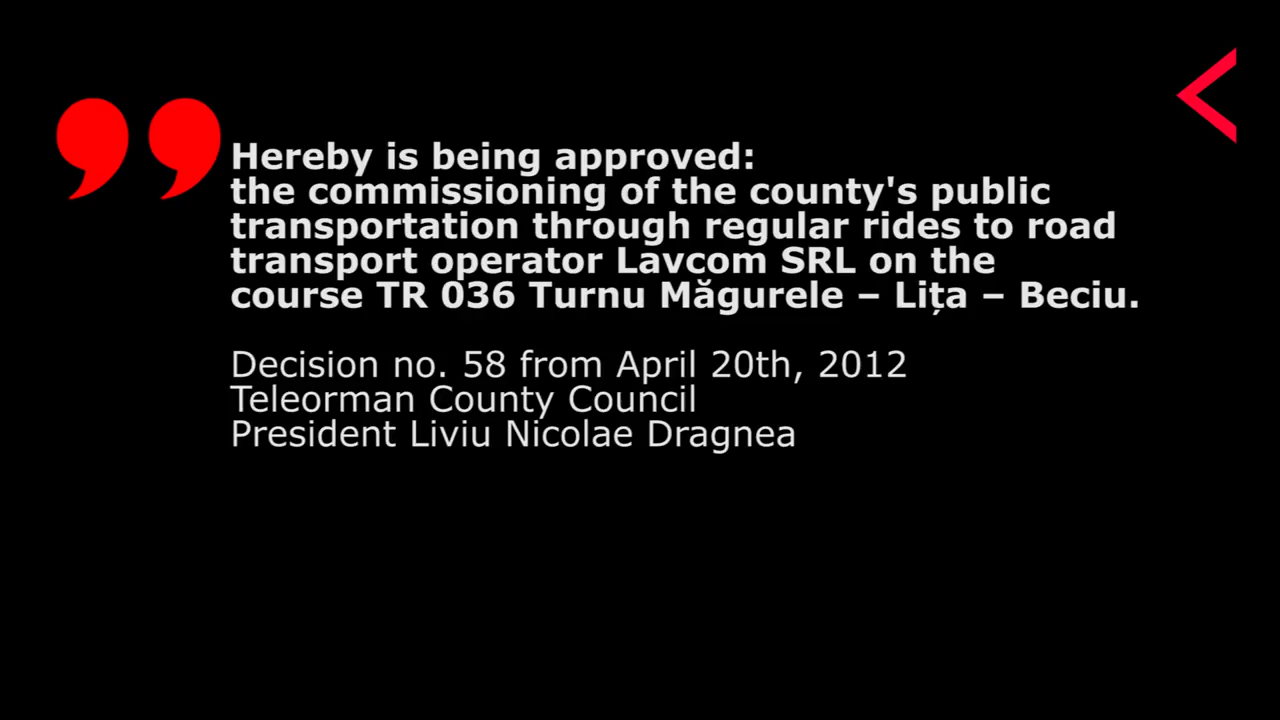 Hereby is being approved:
the commissioning of the county's public
transportation through regular rides to road
transport operator Lavcom SRL on the
course TR 036 Turnu Măgurele – Lița – Beciu.
Decision no. 58 from April 20th, 2012
Teleorman County Council
President Liviu Nicolae Dragnea